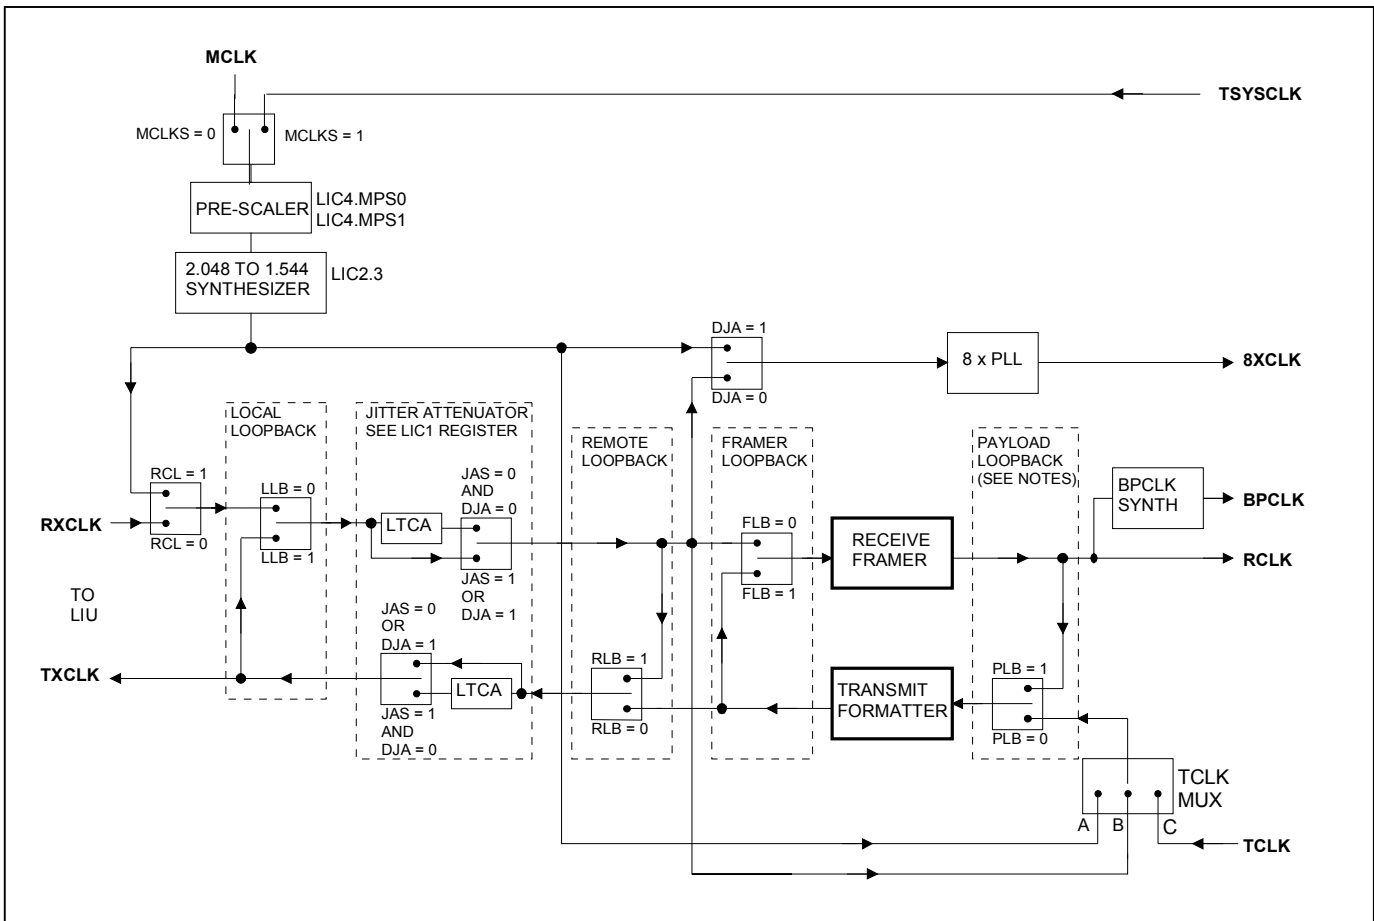 MCLK
TSYSCLK
MCLKS = 0
MCLKS = 1
PRE-SCALER
LIC4.MPS0
LIC4.MPS1
2.048 TO 1.544
SYNTHESIZER
LIC2.3
DJA = 1
DJA = 0
8 x PLL
8XCLK
LOCAL
LOOPBACK
JITTER ATTENUATOR
SEE LIC1 REGISTER
REMOTE
LOOPBACK
FRAMER
LOOPBACK
PAYLOAD
LOOPBACK
(SEE NOTES)
RCL = 1
RCL = 0
RXCLK
LLB = 0
LLB = 1
LTCA
JAS = 0
AND
DJA = 0
JAS = 1
OR
DJA = 1
FLB = 0
FLB = 1
RECEIVE
FRAMER
BPCLK
SYNTH
BPCLK
RCLK
TO
LIU
TXCLK
JAS = 0
OR
DJA = 1
LTCA
JAS = 1
AND
DJA = 0
RLB = 1
RLB = 0
TRANSMIT
FORMATTER
PLB = 1
PLB = 0
TCLK
MUX
A
B
C
TCLK